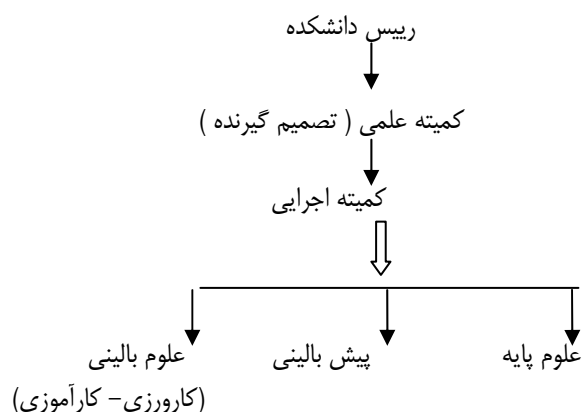 رییس دانشکده
کمیته علمی ( تصمیم گیرنده )
کمیته اجرایی
علوم پایه
پیش بالینی
علوم بالینی
(کارورزی- کارآموزی)